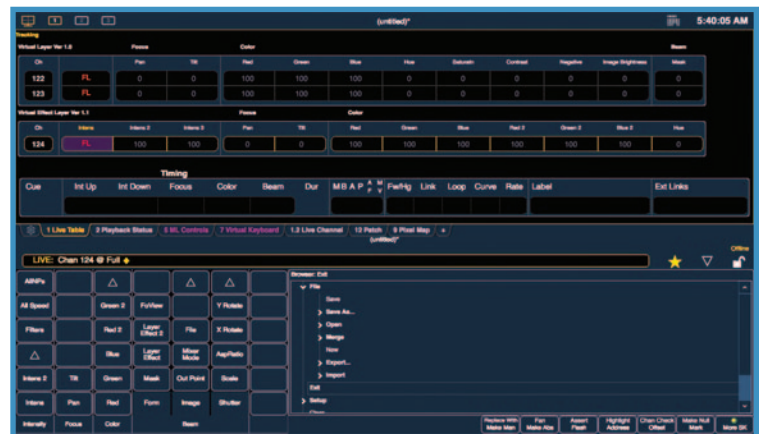 1 2 3 (untitled)* 5:40:05 AM
Tracking
Virtual Layer Ver 1.0 Focus Color Beam
Ch Pan Tilt Red Green Blue Hue Saturatn Contrast Negative Image Brightness Mask
122 FL 0 0 100 100 100 0 0 0 0 0 0
123 FL 0 0 100 100 100 0 0 0 0 0 0
Virtual Effect Layer Ver 1.1 Focus Color
Ch Intens Intens 2 Intens 3 Pan Tilt Red Green Blue Red 2 Green 2 Blue 2 Hue
124 FL 100 100 0 0 100 100 100 100 100 100 0
Timing
Cue Int Up Int Down Focus Color Beam Dur M B A P A F M V Fw/Hg Link Loop Curve Rate Label Ext Links
1 Live Table 2 Playback Status 5 ML Controls 7 Virtual Keyboard 1.2 Live Channel 12 Patch 9 Pixel Map +
(untitled)*
Offline
LIVE: Chan 124 @ Full
AllNPs
All Speed Green 2 FoView Y Rotate
Filters Red 2 Layer Effect 2 File X Rotate
Blue Layer Effect Mixer Mode AspRatio
Intens 2 Tilt Green Mask Out Point Scale
Intens Pan Red Form Image Shutter
Intensity Focus Color Beam
Browser: Exit
File
Save
Save As...
Open
Merge
New
Export...
Import
Exit
Setup
Replace With Make Man
Fan Make Abs
Assert Flash
Highlight Address
Chan Check Offset
Make Null Mark
More SK